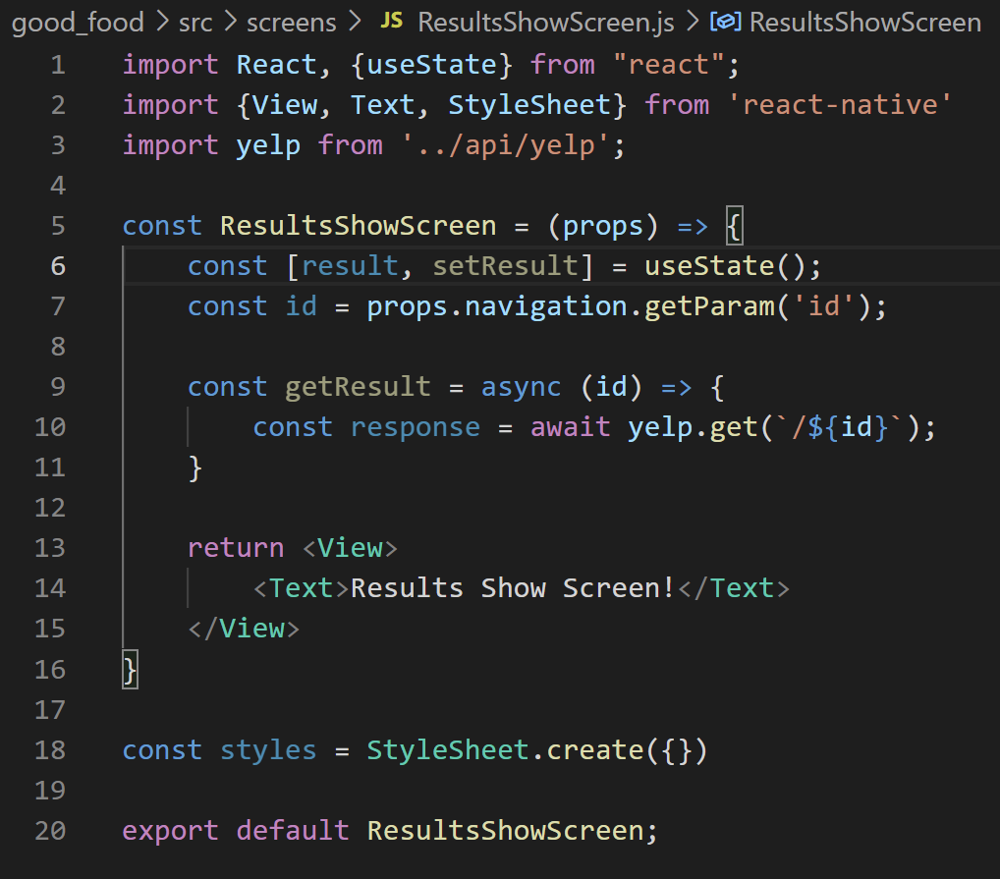 good_food > src > screens > JS ResultsShowScreen.js > ResultsShowScreen
1 import React, {useState} from "react";
2 import {View, Text, StyleSheet} from 'react-native'
3 import yelp from '../api/yelp';
4
5 const ResultsShowScreen = (props) => {
6     const [result, setResult] = useState();
7     const id = props.navigation.getParam('id');
8
9     const getResult = async (id) => {
10         const response = await yelp.get(`/${id}`);
11     }
12
13     return <View>
14         <Text>Results Show Screen!</Text>
15     </View>
16 }
17
18 const styles = StyleSheet.create({})
19
20 export default ResultsShowScreen;